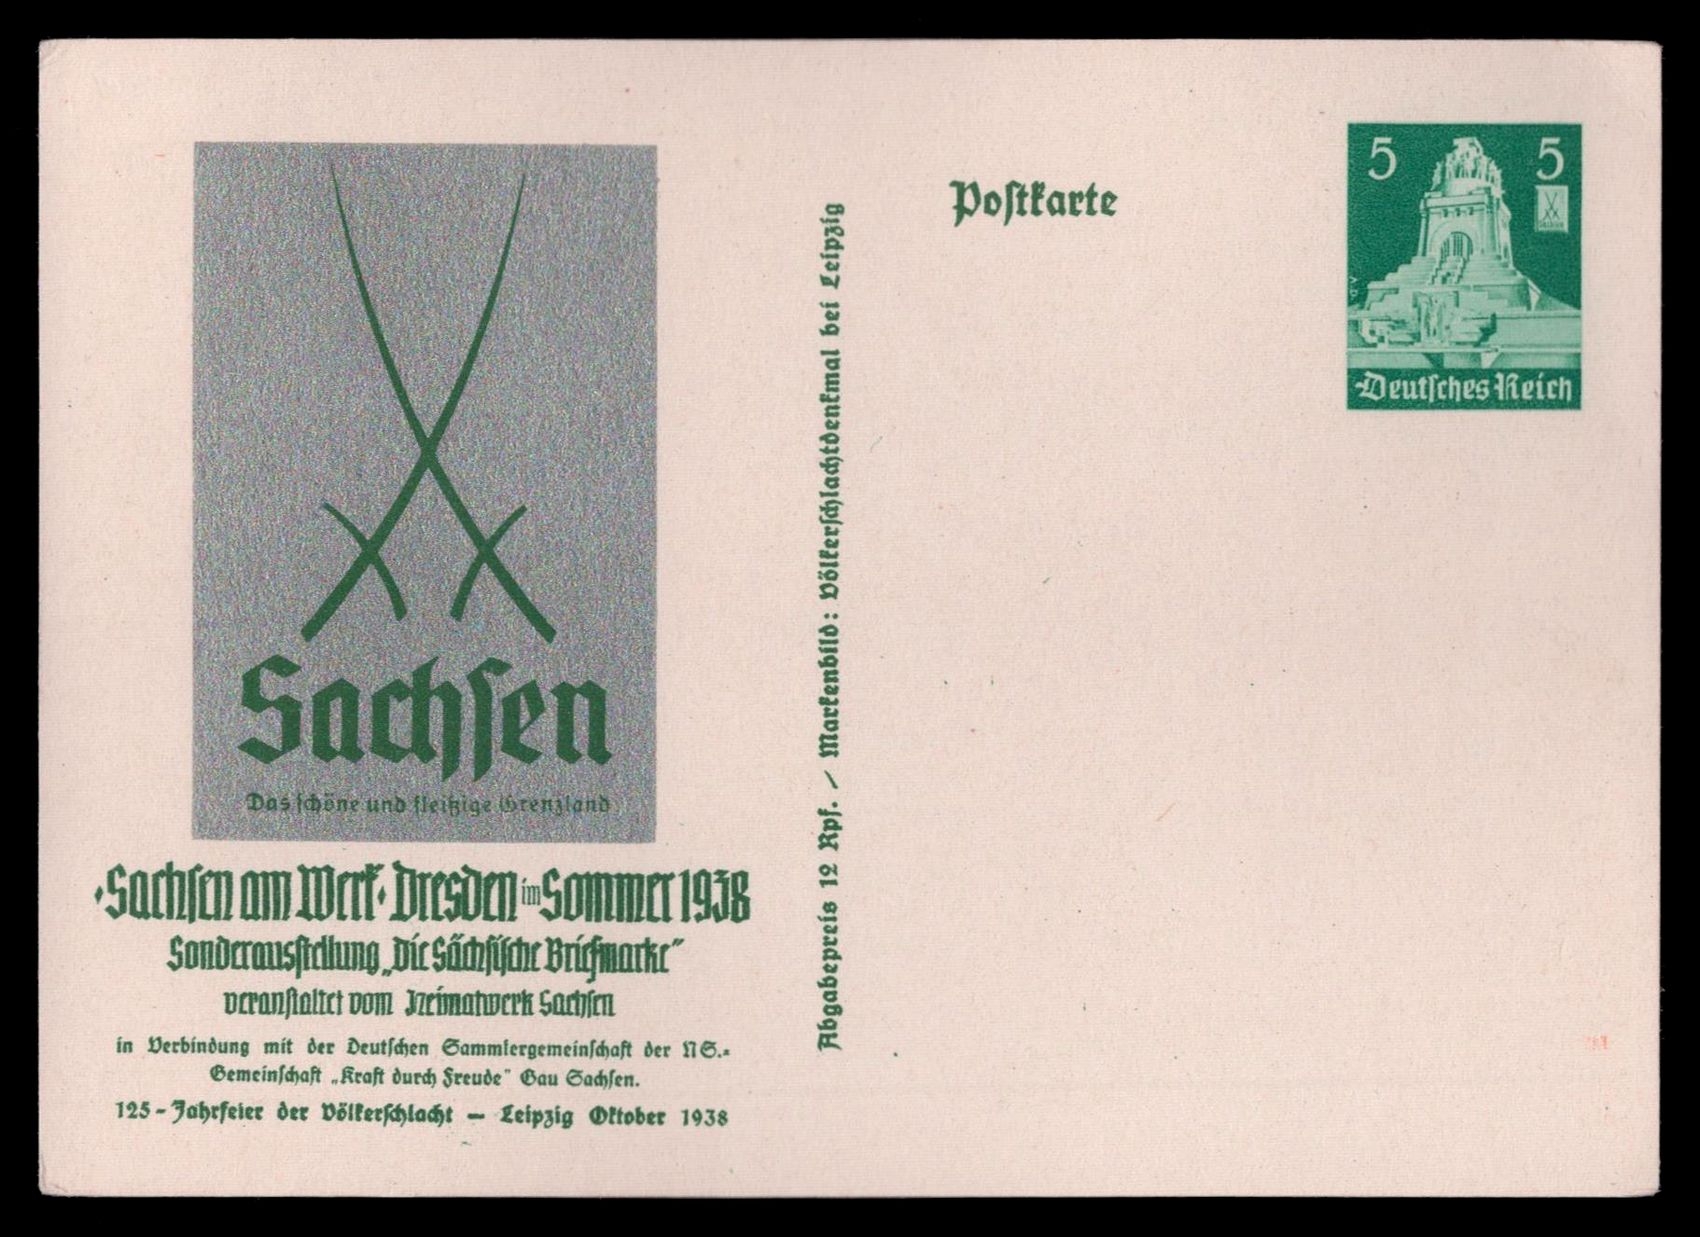 Sachsen
Das schöne und fleißige Grenzland
·Sachsen am Werk· Dresden im Sommer 1938
Sonderausstellung „Die Sächsische Briefmarke"
veranstaltet vom Heimatwerk Sachsen
in Verbindung mit der Deutschen Sammlergemeinschaft der NS.-
Gemeinschaft „Kraft durch Freude" Gau Sachsen.
125-Jahrfeier der Völkerschlacht — Leipzig Oktober 1938
Abgabepreis 12 Rpf. / Markenbild: Völkerschlachtdenkmal bei Leipzig
Postkarte
5 5
Deutsches Reich